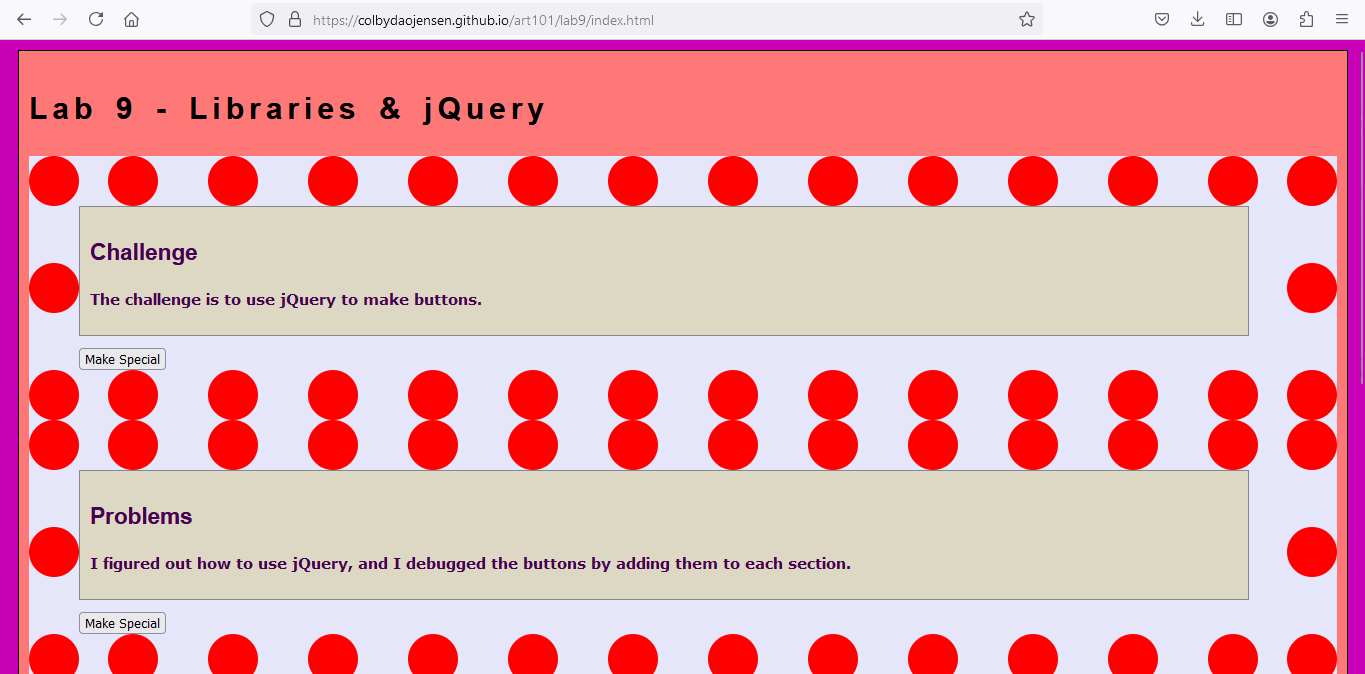 https://colbydaojensen.github.io/art101/lab9/index.html
Lab 9 - Libraries & jQuery
Challenge
The challenge is to use jQuery to make buttons.
Make Special
Problems
I figured out how to use jQuery, and I debugged the buttons by adding them to each section.
Make Special